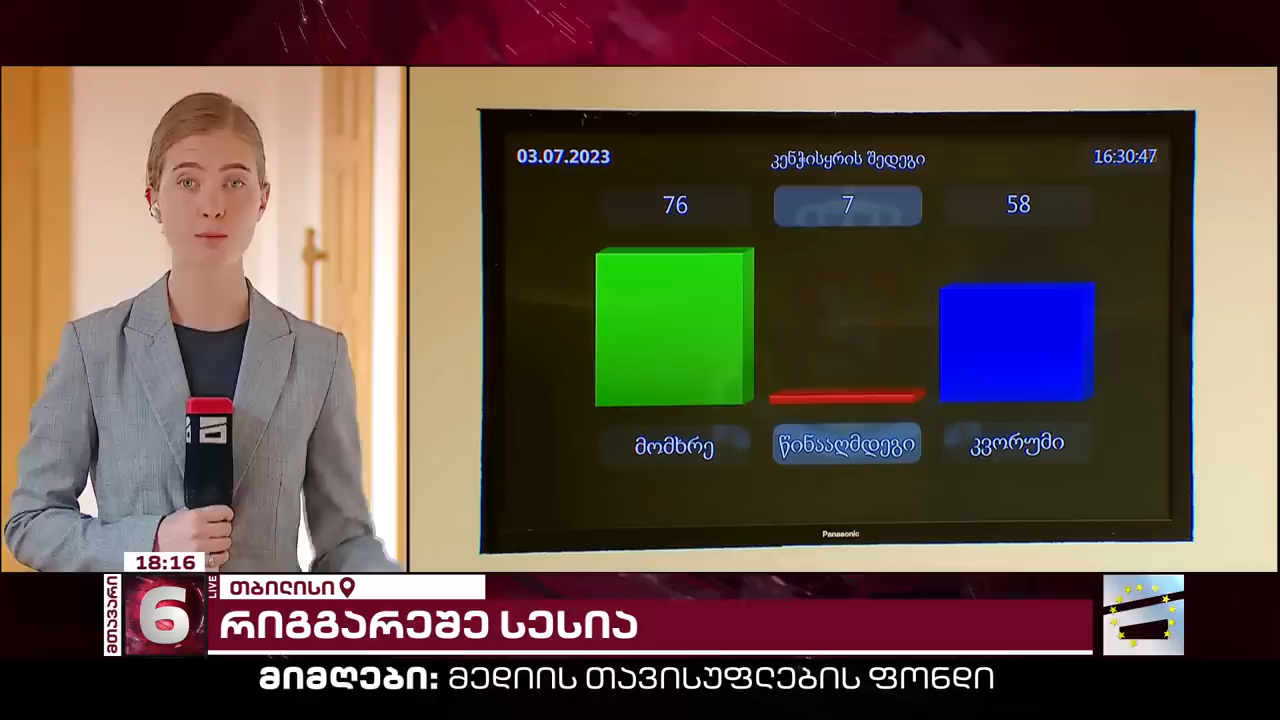 03.07.2023
კენჭისყრის შედეგი
16:30:47
76
7
58
მომხრე
წინააღმდეგი
კვორუმი
Panasonic
18:16
მთავარი
6
LIVE
თბილისი
რიგგარეშე სესია
მიმღები: მედიის თავისუფლების ფონდი